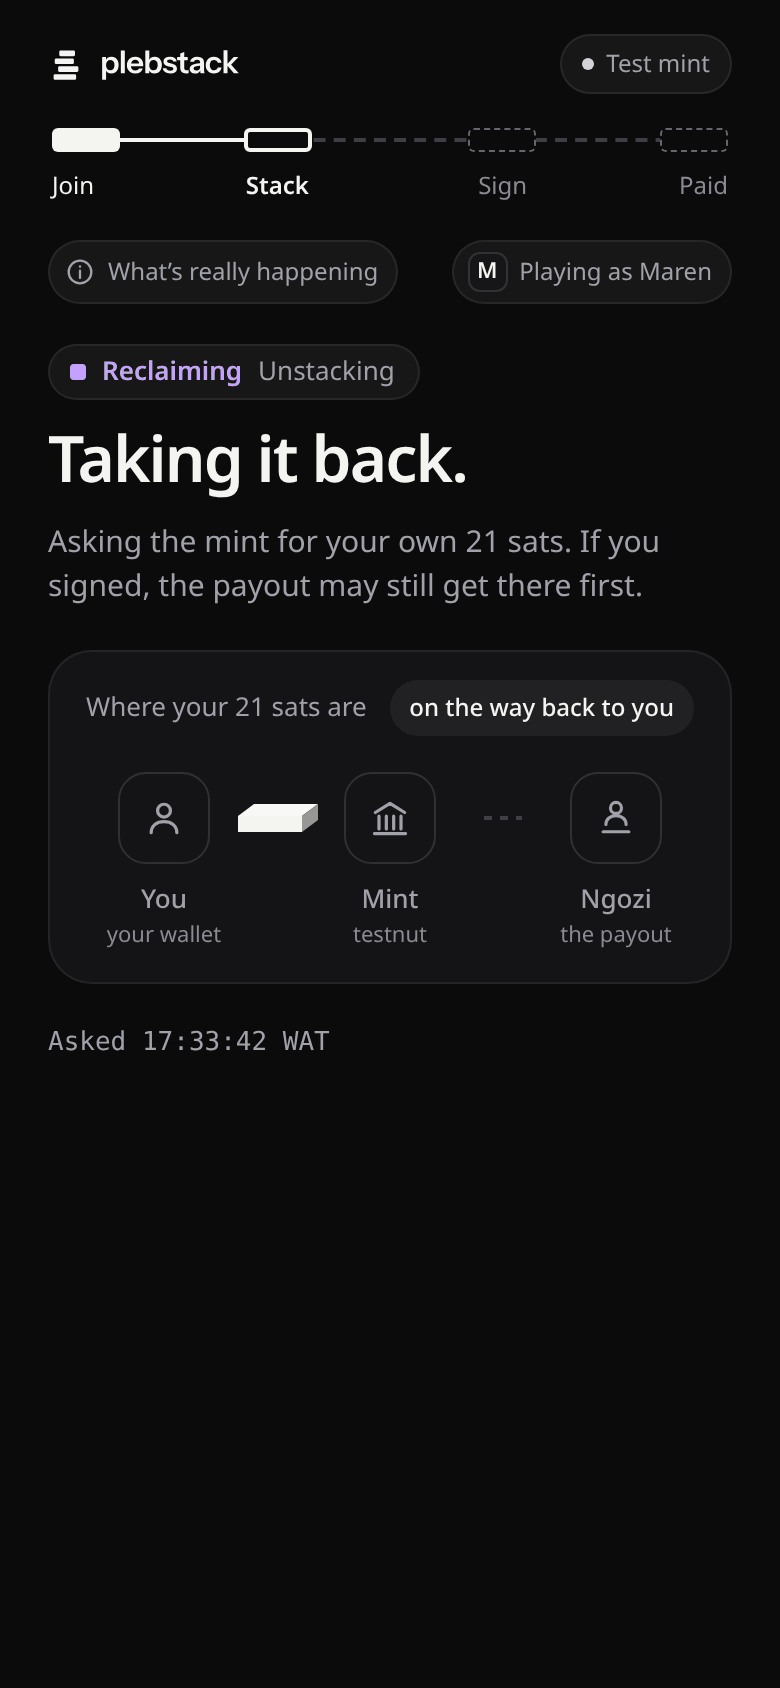 plebstack
Test mint
Join Stack Sign Paid
What’s really happening
M Playing as Maren
Reclaiming Unstacking
Taking it back.
Asking the mint for your own 21 sats. If you
signed, the payout may still get there first.
Where your 21 sats are on the way back to you
You Mint Ngozi
your wallet testnut the payout
Asked 17:33:42 WAT